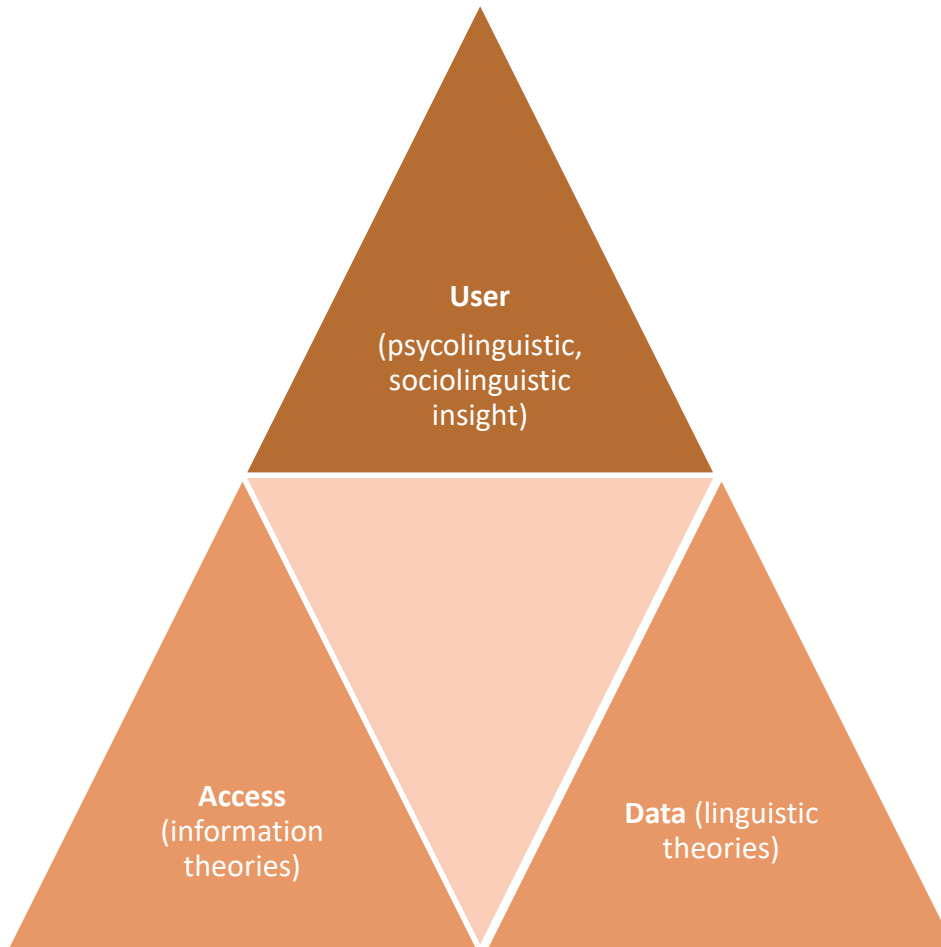 User
(psycolinguistic,
sociolinguistic
insight)
Access
(information
theories)
Data (linguistic
theories)